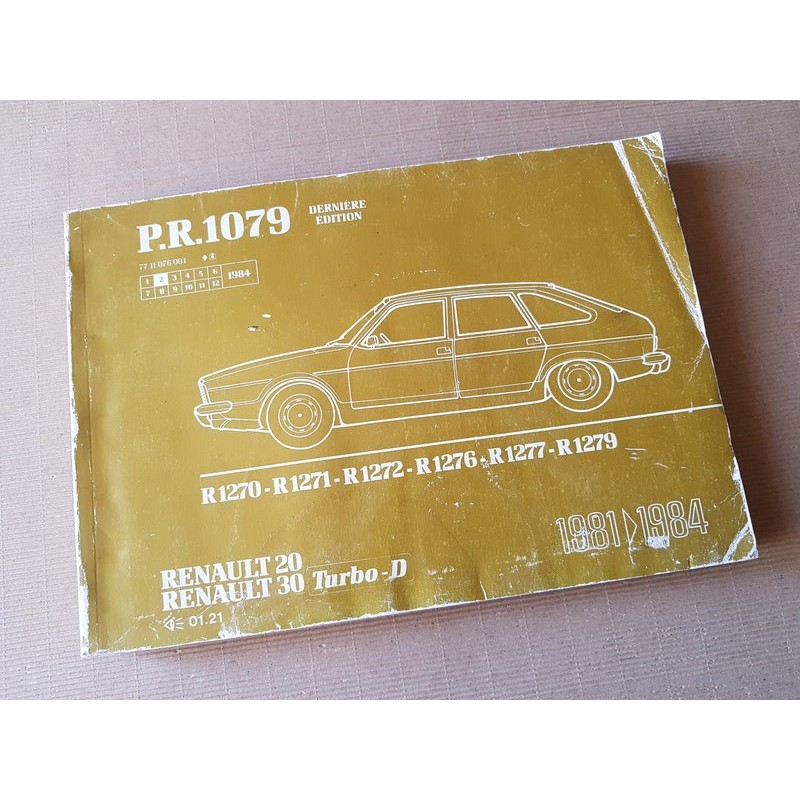 P.R.1079
DERNIÈRE
EDITION
77 11 076 001
1 2 3 4 5 6 1984
7 8 9 10 11 12
R1270-R1271-R1272-R1276-R1277-R1279
1981 1984
RENAULT 20
RENAULT 30 Turbo-D
01.21